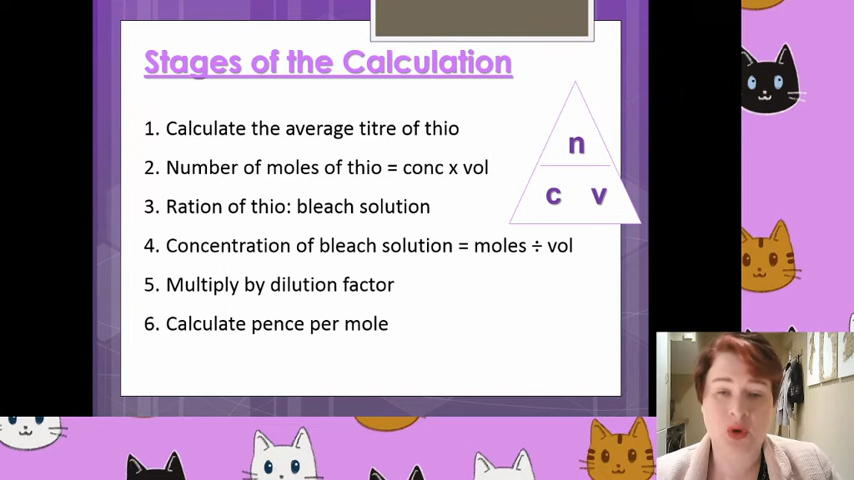 Stages of the Calculation
1. Calculate the average titre of thio
2. Number of moles of thio = conc x vol
3. Ration of thio: bleach solution
4. Concentration of bleach solution = moles ÷ vol
5. Multiply by dilution factor
6. Calculate pence per mole
n
c v